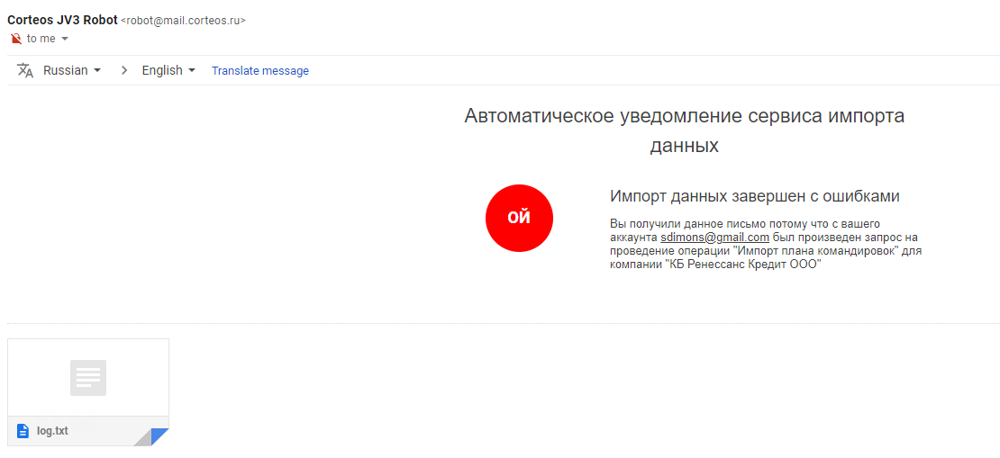 Corteos JV3 Robot <robot@mail.corteos.ru>
to me
Russian > English Translate message
Автоматическое уведомление сервиса импорта
данных
ОЙ
Импорт данных завершен с ошибками
Вы получили данное письмо потому что с вашего
аккаунта sdimons@gmail.com был произведен запрос на
проведение операции "Импорт плана командировок" для
компании "КБ Ренессанс Кредит ООО"
log.txt